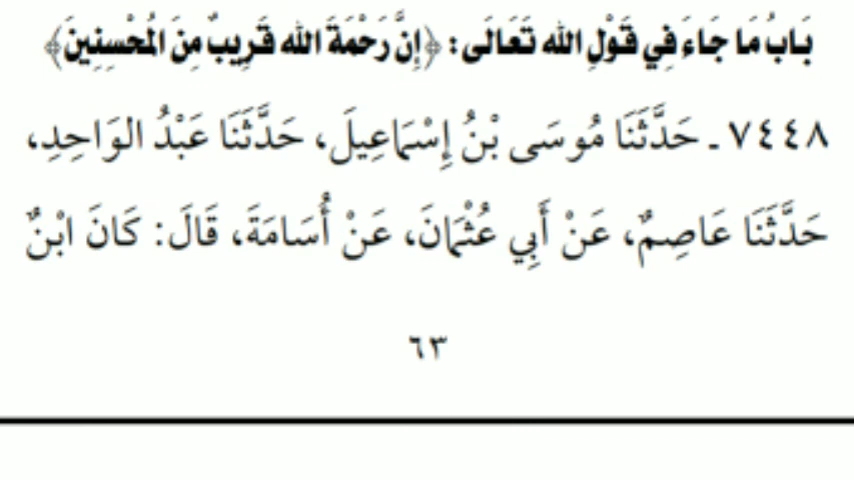 بَابُ مَا جَاءَ فِي قَوْلِ الله تَعَالَى: ﴿إِنَّ رَحْمَةَ الله قَرِيبٌ مِنَ الْمُحْسِنِينَ﴾
٧٤٤٨ ـ حَدَّثَنَا مُوسَى بْنُ إِسْمَاعِيلَ، حَدَّثَنَا عَبْدُ الوَاحِدِ،
حَدَّثَنَا عَاصِمٌ، عَنْ أَبِي عُثْمَانَ، عَنْ أُسَامَةَ، قَالَ: كَانَ ابْنٌ
٦٣